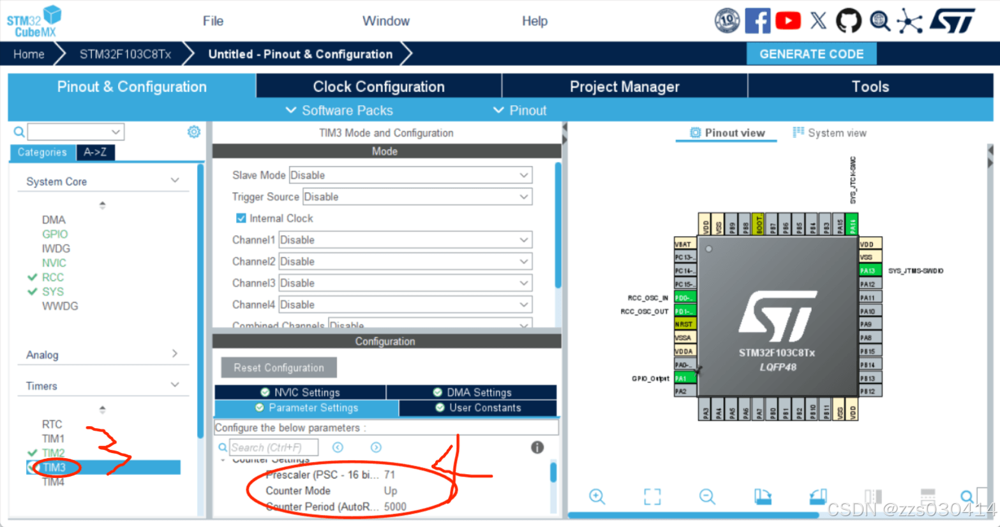 STM32
CubeMX
File
Window
Help
10
Home
STM32F103C8Tx
Untitled - Pinout & Configuration
GENERATE CODE
Pinout & Configuration
Clock Configuration
Project Manager
Tools
Software Packs
Pinout
Categories
A->Z
System Core
DMA
GPIO
IWDG
NVIC
RCC
SYS
WWDG
Analog
Timers
RTC
TIM1
TIM2
TIM3
TIM4
3
TIM3 Mode and Configuration
Mode
Slave Mode Disable
Trigger Source Disable
Internal Clock
Channel1 Disable
Channel2 Disable
Channel3 Disable
Channel4 Disable
Combined Channels Disable
Configuration
Reset Configuration
NVIC Settings
DMA Settings
Parameter Settings
User Constants
Configure the below parameters :
Search (Ctrl+F)
Counter Settings
Prescaler (PSC - 16 bi... 71
Counter Mode Up
Counter Period (AutoR... 5000
4
Pinout view
System view
SYS_JTCK-SWC
VDD
VSS
PB9
PB8
BOOT..
PB7
PB6
PB5
PB4
PB3
PA15
PA14
VBAT
PC13-..
PC14-..
PC15-..
RCC_OSC_IN PD0-..
RCC_OSC_OUT PD1-..
NRST
VSSA
VDDA
PA0-..
GPIO_Output PA1
PA2
VDD
VSS
PA13 SYS_JTMS-SWDIO
PA12
PA11
PA10
PA9
PA8
PB15
PB14
PB13
PB12
STM32F103C8Tx
LQFP48
PA3
PA4
PA5
PA6
PA7
PB0
PB1
PB2
PB10
PB11
VSS
VDD
CSDN @zzs030414